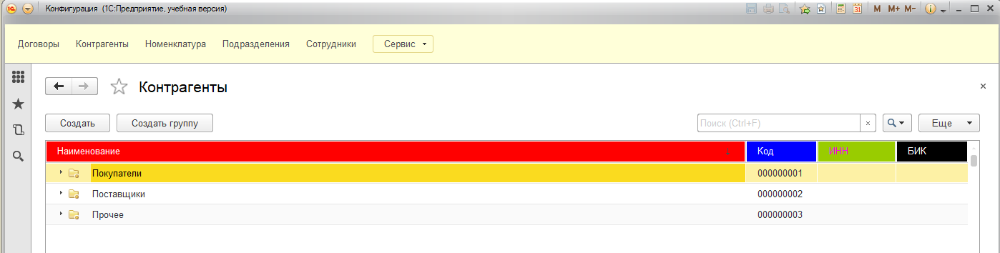 Конфигурация (1С:Предприятие, учебная версия) M M+ M-
Договоры Контрагенты Номенклатура Подразделения Сотрудники Сервис
Контрагенты
Создать Создать группу Поиск (Ctrl+F) Еще
Наименование Код ИНН БИК
Покупатели 000000001
Поставщики 000000002
Прочее 000000003